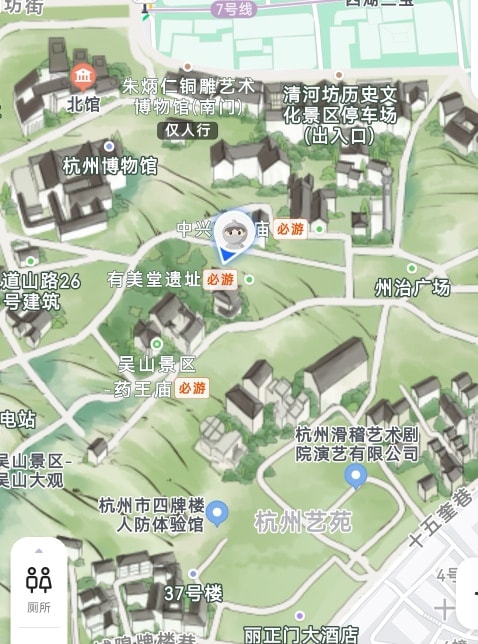 坊街
7号线
北馆
朱炳仁铜雕艺术
博物馆(南门)
仅人行
清河坊历史文
化景区停车场
(出入口)
杭州博物馆
中兴
庙
必游
道山路26
号建筑
有美堂遗址
必游
州治广场
吴山景区
-药王庙
必游
电站
吴山景区-
吴山大观
杭州滑稽艺术剧
院演艺有限公司
杭州市四牌楼
人防体验馆
杭州艺苑
十五奎巷
厕所
37号楼
4号
丽正门大酒店